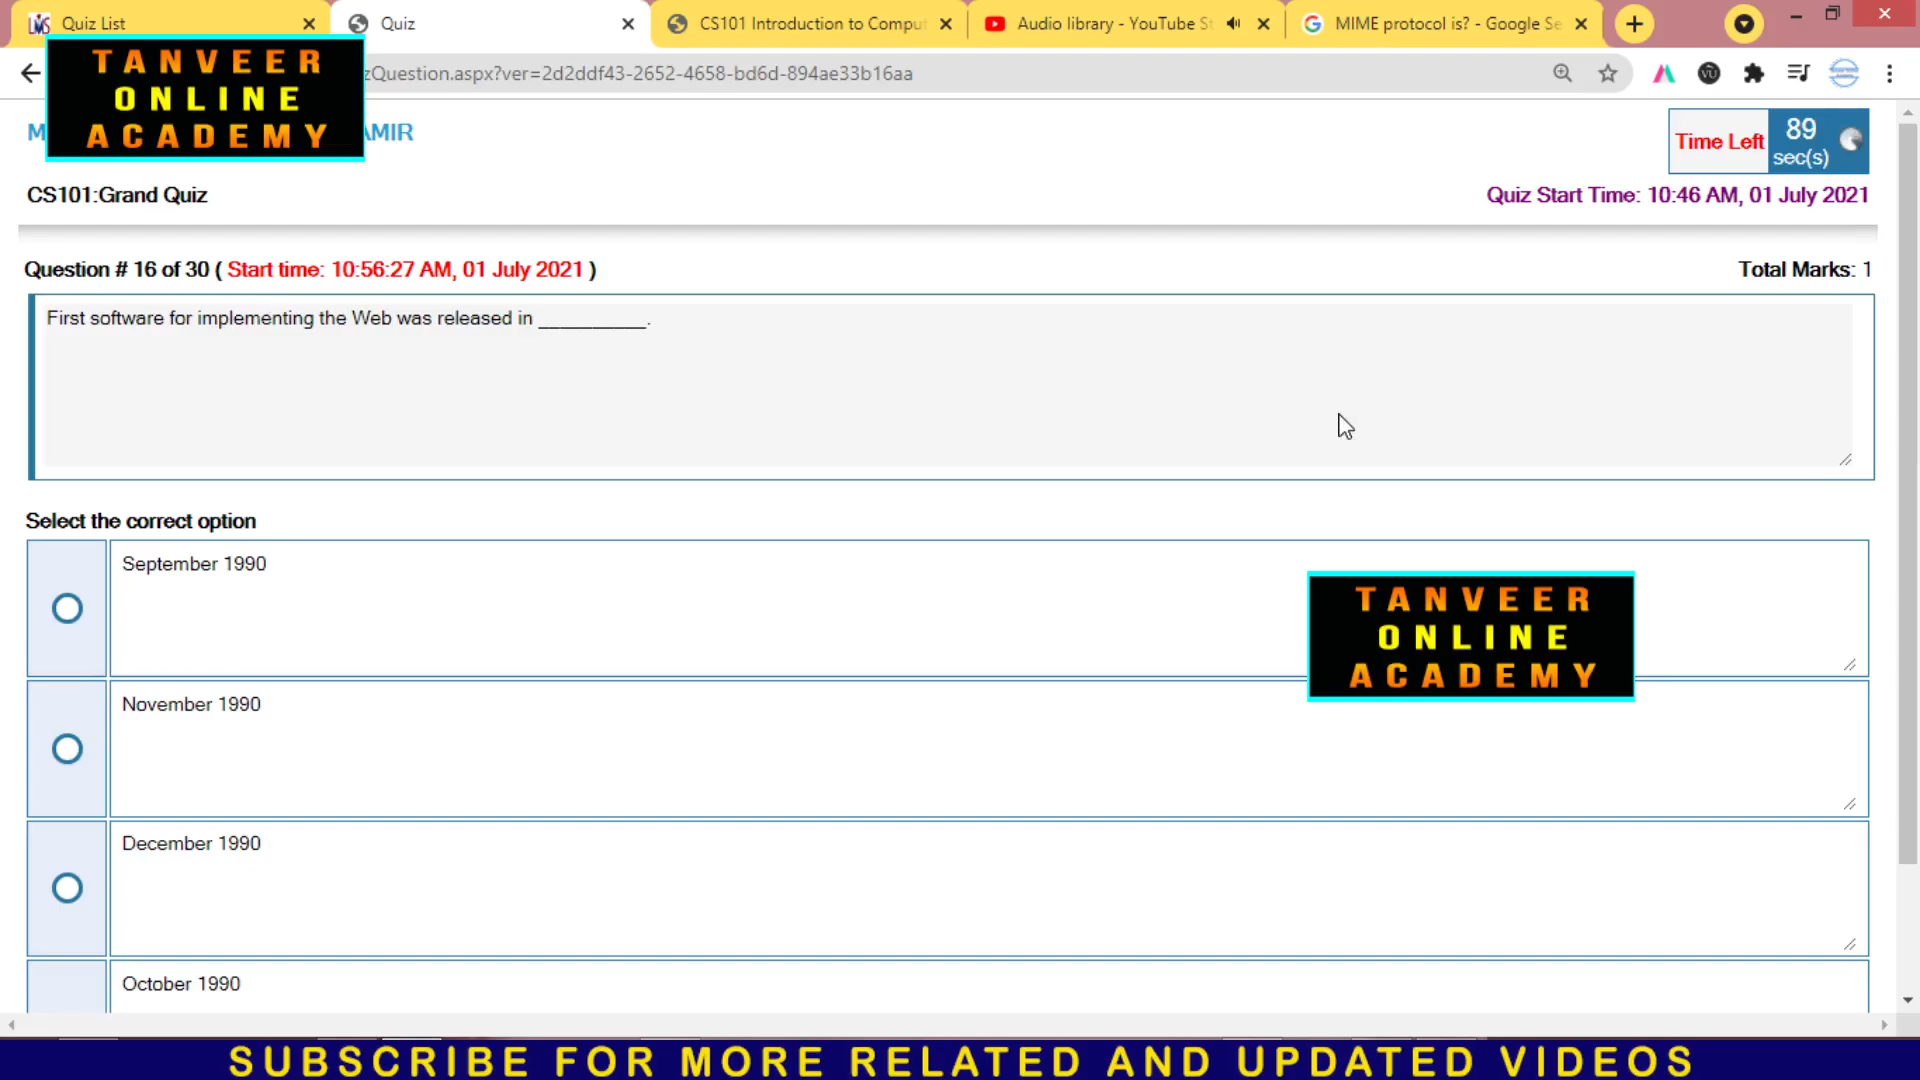 Quiz List
Quiz
CS101 Introduction to Comput
Audio library - YouTube St
MIME protocol is? - Google Se
zQuestion.aspx?ver=2d2ddf43-2652-4658-bd6d-894ae33b16aa
TANVEER
ONLINE
ACADEMY
M
AMIR
Time Left
89
sec(s)
CS101:Grand Quiz
Quiz Start Time: 10:46 AM, 01 July 2021
Question # 16 of 30 ( Start time: 10:56:27 AM, 01 July 2021 )
Total Marks: 1
First software for implementing the Web was released in __________.
Select the correct option
September 1990
TANVEER
ONLINE
ACADEMY
November 1990
December 1990
October 1990
SUBSCRIBE FOR MORE RELATED AND UPDATED VIDEOS